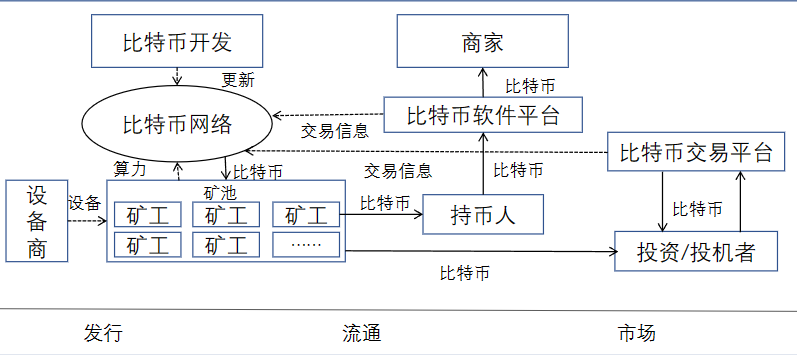 比特币开发
商家
更新
比特币
比特币网络
比特币软件平台
交易信息
比特币交易平台
算力
比特币
交易信息
比特币
设备商
设备
矿池
矿工
矿工
矿工
矿工
矿工
……
比特币
持币人
比特币
投资/投机者
比特币
发行
流通
市场